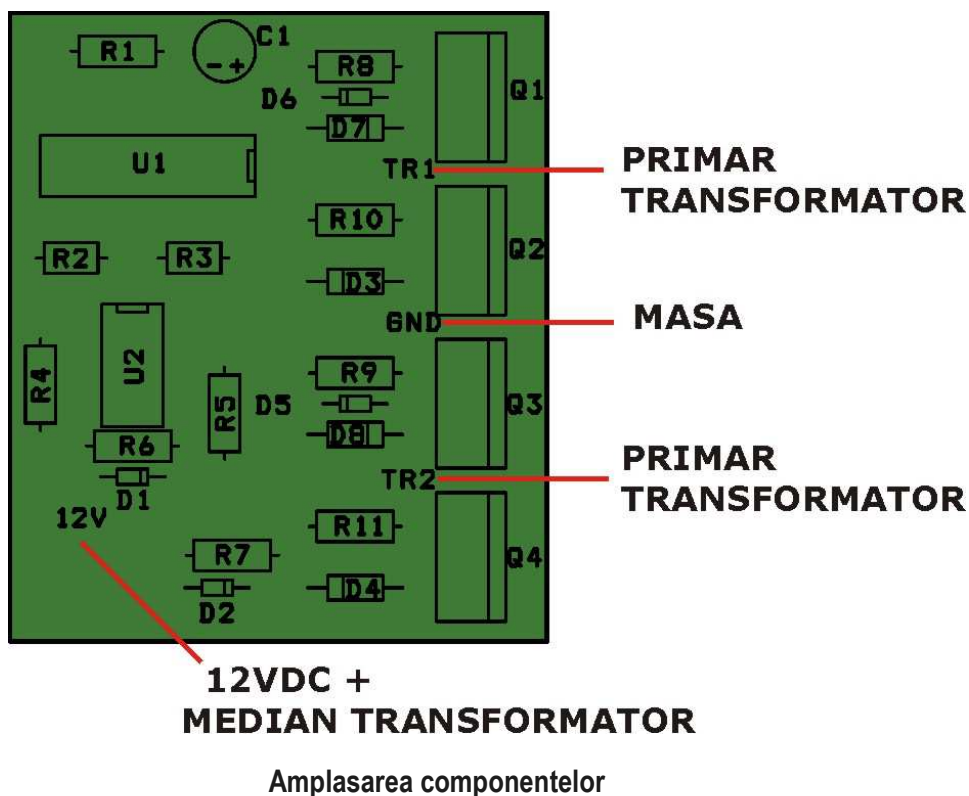 R1
C1
R8
Q1
D6
D7
U1
TR1
PRIMAR
TRANSFORMATOR
R10
Q2
R2
R3
D3
GND
MASA
U2
R4
R9
R5
D5
Q3
D8
R6
TR2
PRIMAR
TRANSFORMATOR
D1
12V
R11
R7
Q4
D4
D2
12VDC +
MEDIAN TRANSFORMATOR
Amplasarea componentelor